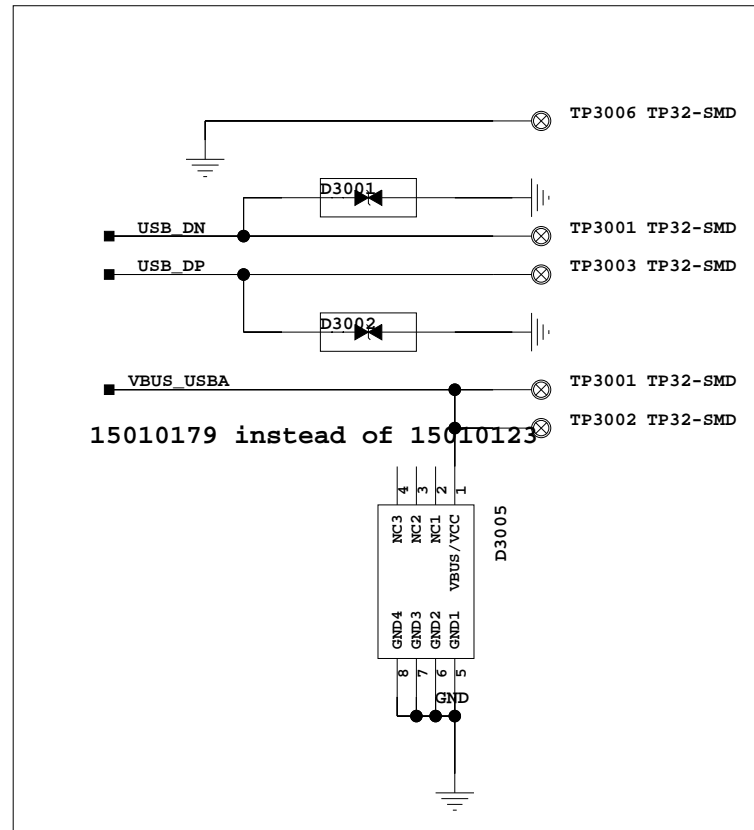 TP3006 TP32-SMD
D3001
USB_DN
TP3001 TP32-SMD
USB_DP
TP3003 TP32-SMD
D3002
VBUS_USBA
TP3001 TP32-SMD
TP3002 TP32-SMD
15010179 instead of 15010123
4 3 2 1
NC3 NC2 NC1 VBUS/VCC
D3005
GND4 GND3 GND2 GND1
8 7 6 5
GND